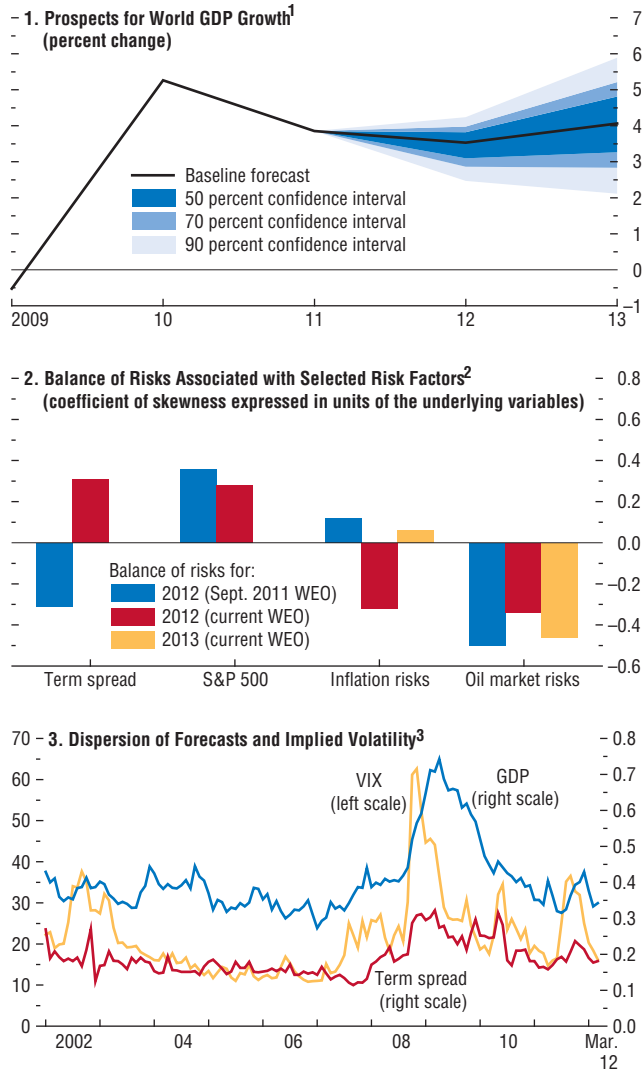 1. Prospects for World GDP Growth1
(percent change)
7
6
5
4
3
2
1
0
–1
Baseline forecast
50 percent confidence interval
70 percent confidence interval
90 percent confidence interval
2009 10 11 12 13
2. Balance of Risks Associated with Selected Risk Factors2
(coefficient of skewness expressed in units of the underlying variables)
0.8
0.6
0.4
0.2
0.0
–0.2
–0.4
–0.6
Balance of risks for:
2012 (Sept. 2011 WEO)
2012 (current WEO)
2013 (current WEO)
Term spread S&P 500 Inflation risks Oil market risks
3. Dispersion of Forecasts and Implied Volatility3
70
60
50
40
30
20
10
0
0.8
0.7
0.6
0.5
0.4
0.3
0.2
0.1
0.0
VIX
(left scale)
GDP
(right scale)
Term spread
(right scale)
2002 04 06 08 10 Mar.
12